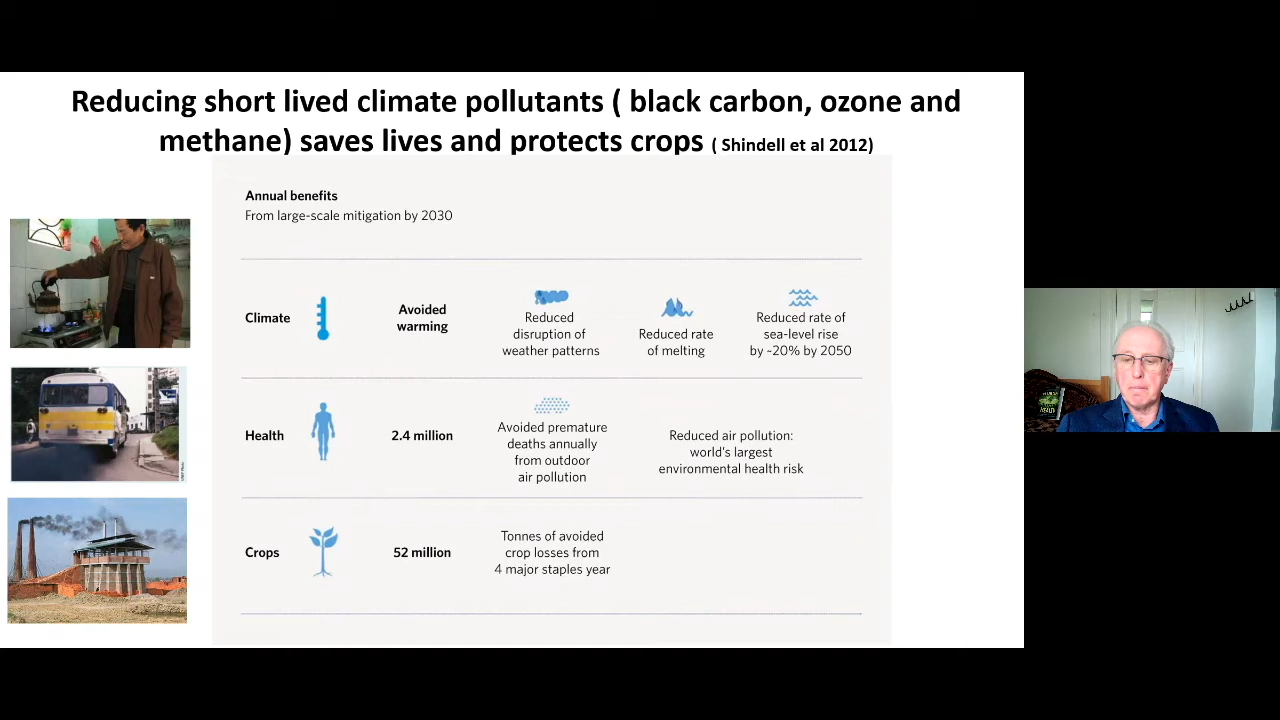 Reducing short lived climate pollutants ( black carbon, ozone and
methane) saves lives and protects crops ( Shindell et al 2012)
Annual benefits
From large-scale mitigation by 2030
Climate
Avoided
warming
Reduced
disruption of
weather patterns
Reduced rate
of melting
Reduced rate of
sea-level rise
by ~20% by 2050
Health
2.4 million
Avoided premature
deaths annually
from outdoor
air pollution
Reduced air pollution:
world's largest
environmental health risk
Crops
52 million
Tonnes of avoided
crop losses from
4 major staples year